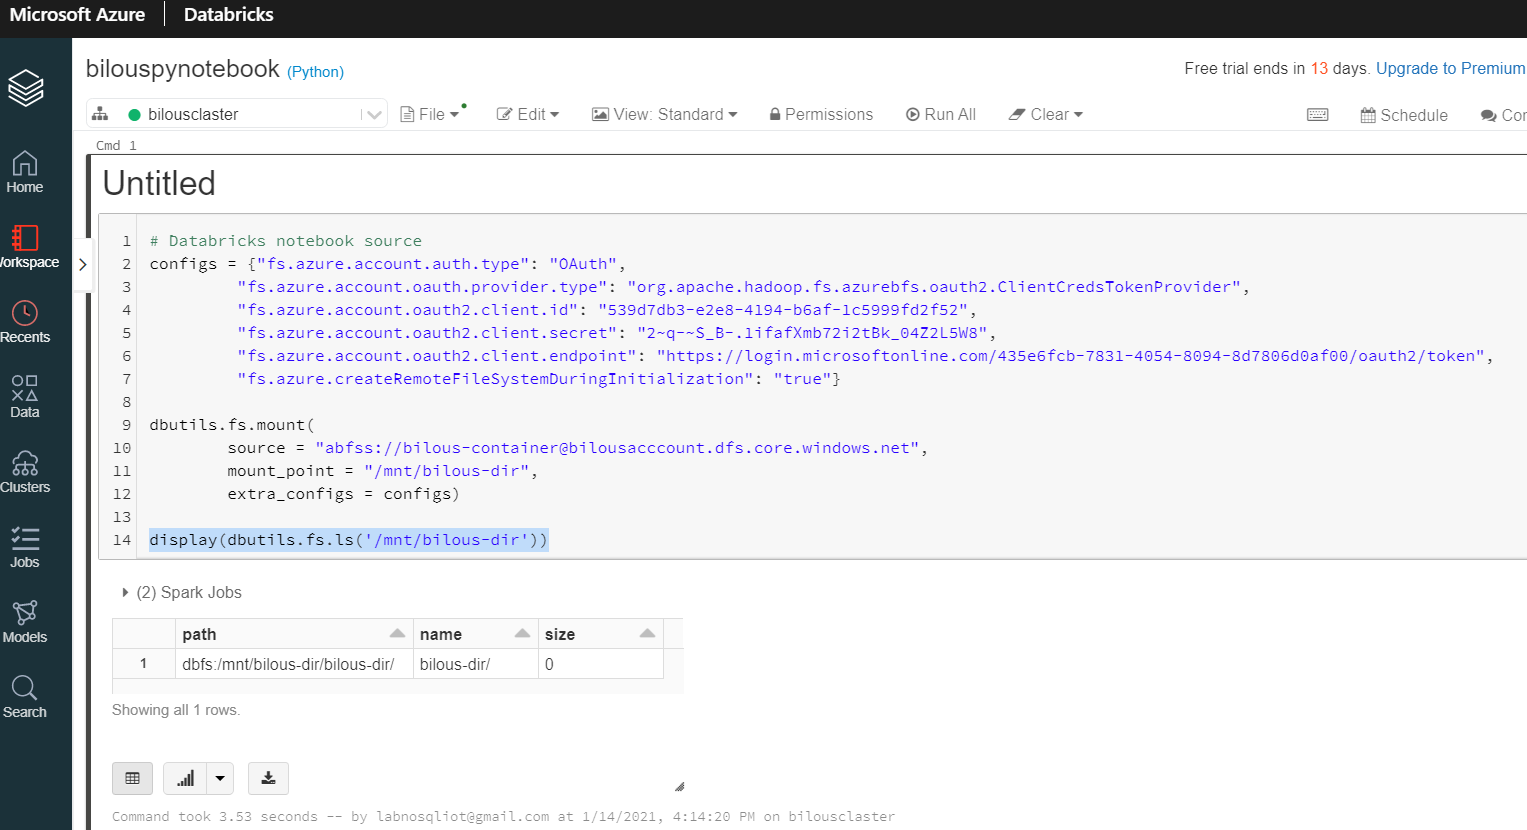 Microsoft Azure Databricks
bilouspynotebook (Python)
Free trial ends in 13 days. Upgrade to Premium
bilousclaster File Edit View: Standard Permissions Run All Clear Schedule Cor
Home
Workspace
Recents
Data
Clusters
Jobs
Models
Search
Cmd 1
Untitled
1 # Databricks notebook source
2 configs = {"fs.azure.account.auth.type": "OAuth",
3 "fs.azure.account.oauth.provider.type": "org.apache.hadoop.fs.azurebfs.oauth2.ClientCredsTokenProvider",
4 "fs.azure.account.oauth2.client.id": "539d7db3-e2e8-4194-b6af-1c5999fd2f52",
5 "fs.azure.account.oauth2.client.secret": "2~q-~S_B-.lifafXmb72i2tBk_04Z2L5W8",
6 "fs.azure.account.oauth2.client.endpoint": "https://login.microsoftonline.com/435e6fcb-7831-4054-8094-8d7806d0af00/oauth2/token",
7 "fs.azure.createRemoteFileSystemDuringInitialization": "true"}
8
9 dbutils.fs.mount(
10 source = "abfss://bilous-container@bilousacccount.dfs.core.windows.net",
11 mount_point = "/mnt/bilous-dir",
12 extra_configs = configs)
13
14 display(dbutils.fs.ls('/mnt/bilous-dir'))
(2) Spark Jobs
path name size
1 dbfs:/mnt/bilous-dir/bilous-dir/ bilous-dir/ 0
Showing all 1 rows.
Command took 3.53 seconds -- by labnosqliot@gmail.com at 1/14/2021, 4:14:20 PM on bilousclaster